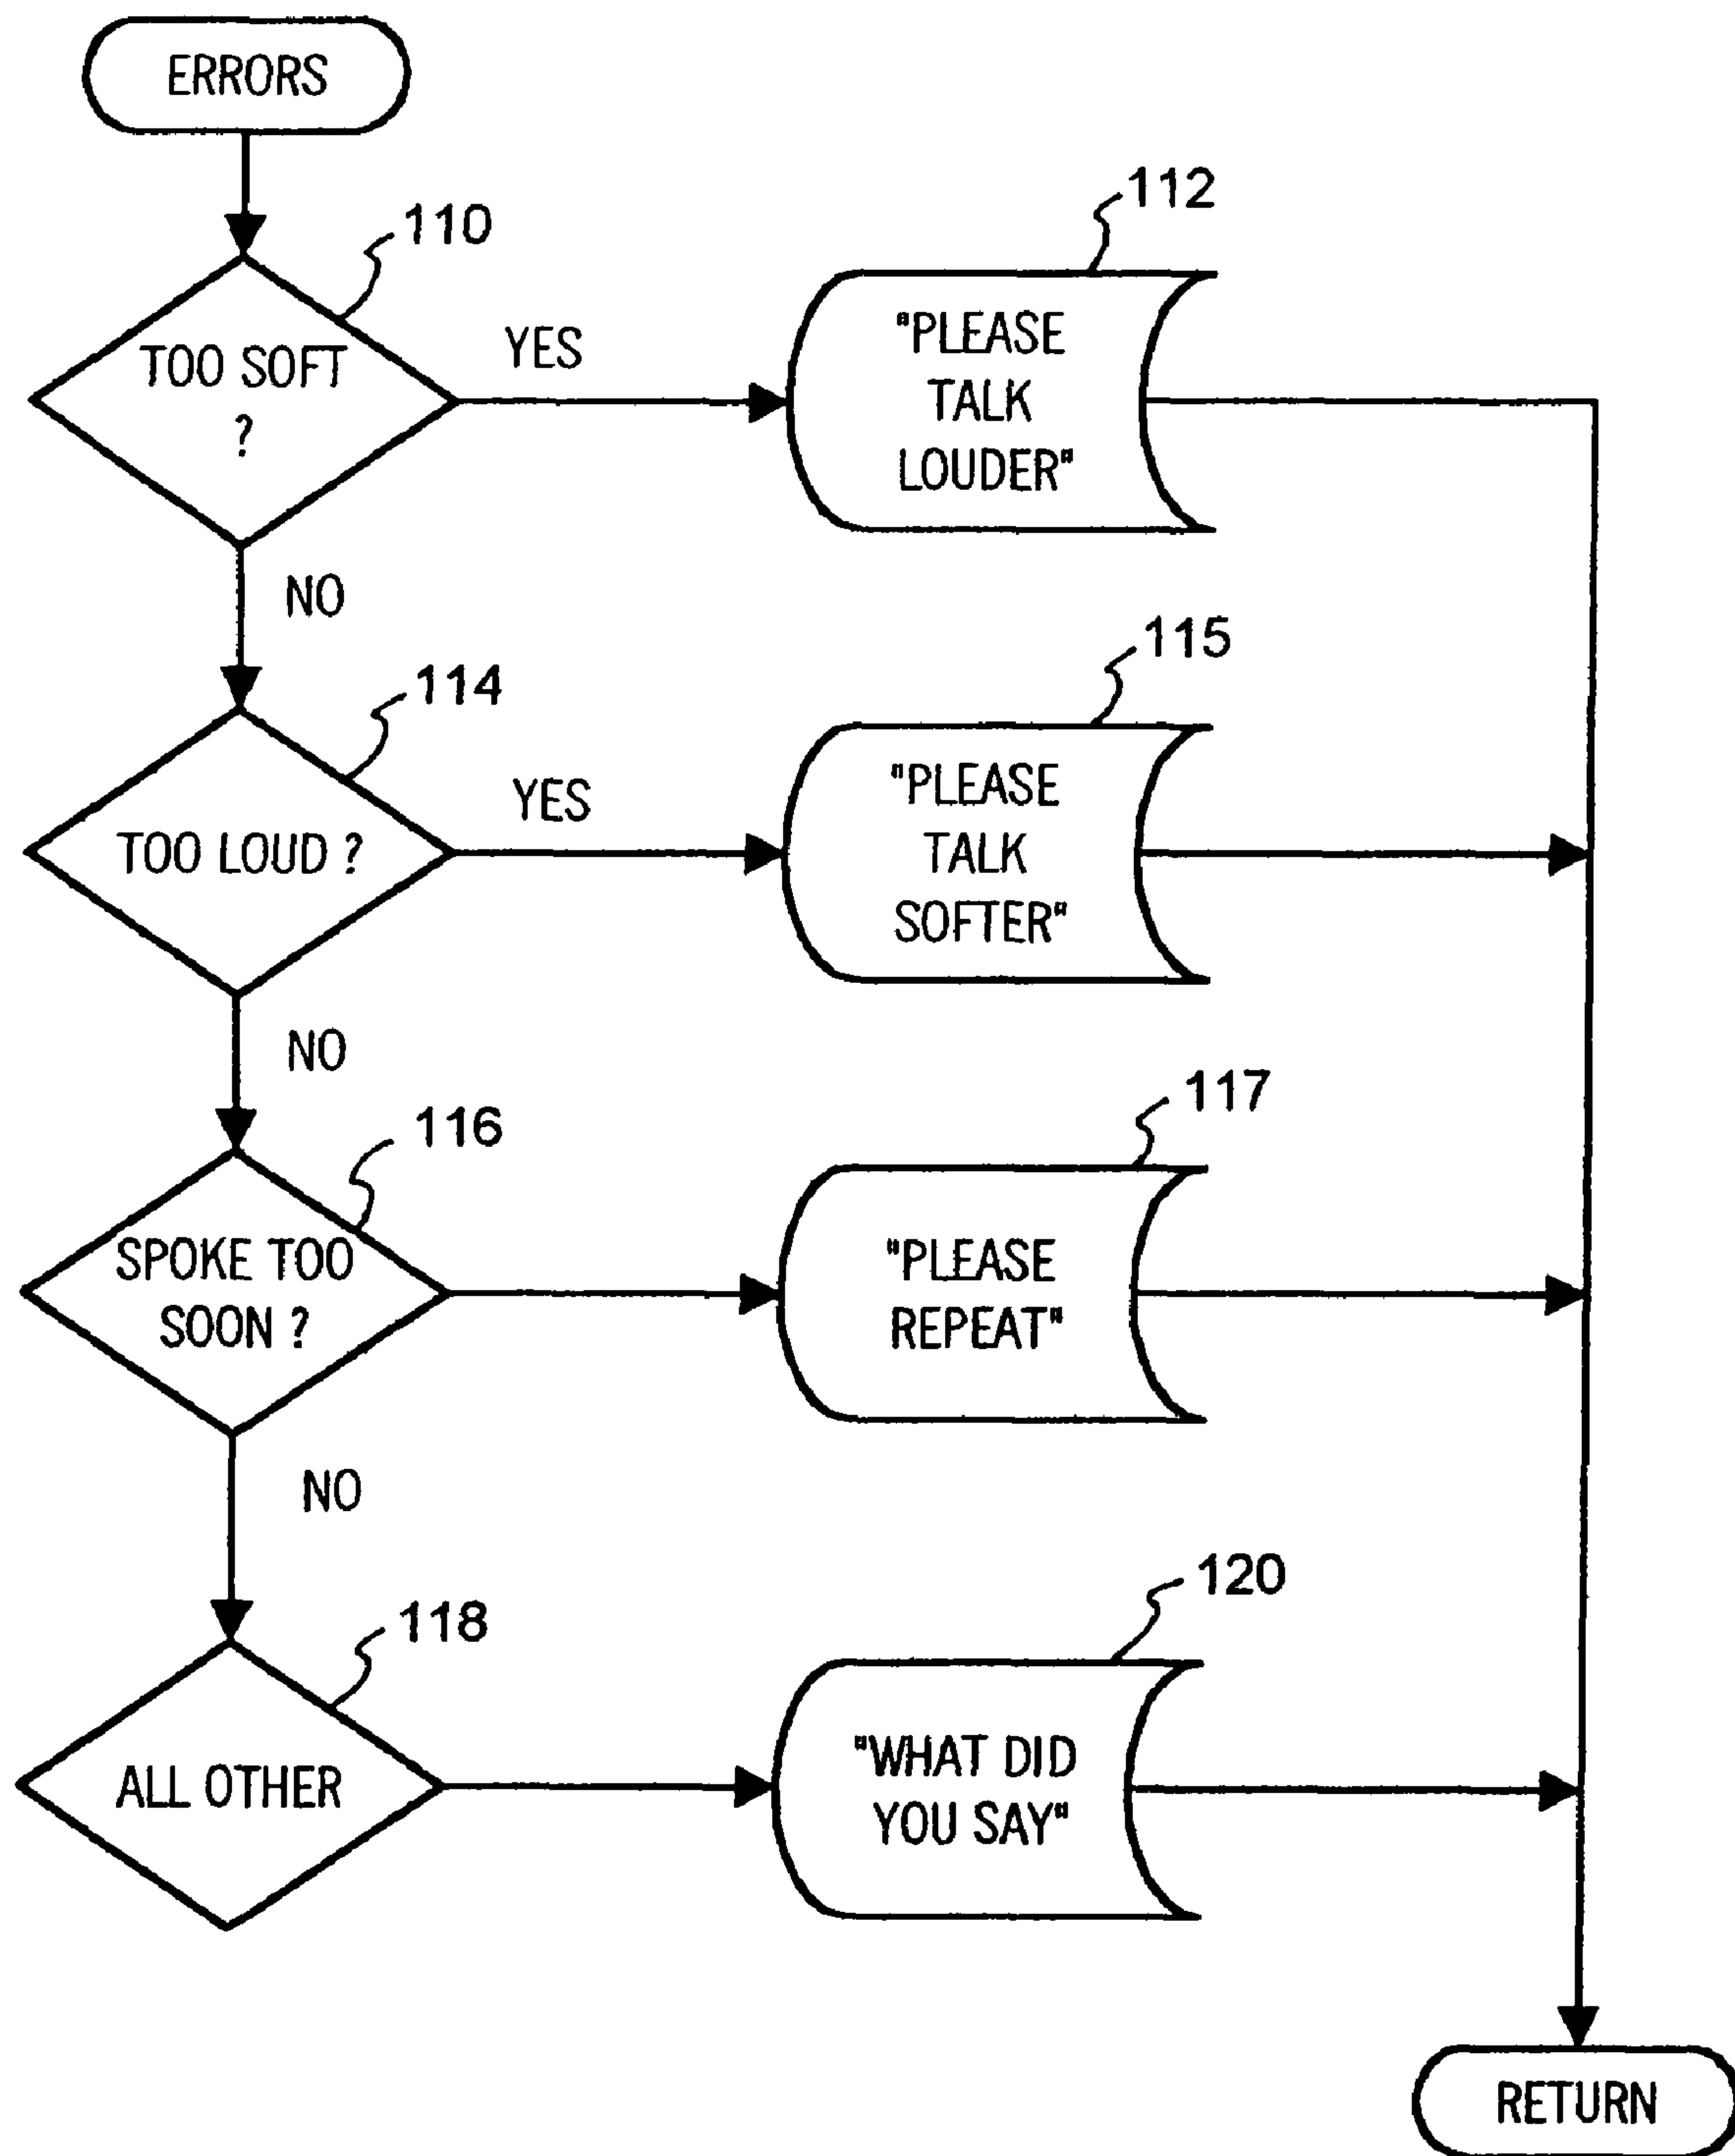 ERRORS
110
TOO SOFT
?
YES
112
"PLEASE
TALK
LOUDER"
NO
114
TOO LOUD ?
YES
115
"PLEASE
TALK
SOFTER"
NO
116
SPOKE TOO
SOON ?
117
"PLEASE
REPEAT"
NO
118
ALL OTHER
120
"WHAT DID
YOU SAY"
RETURN